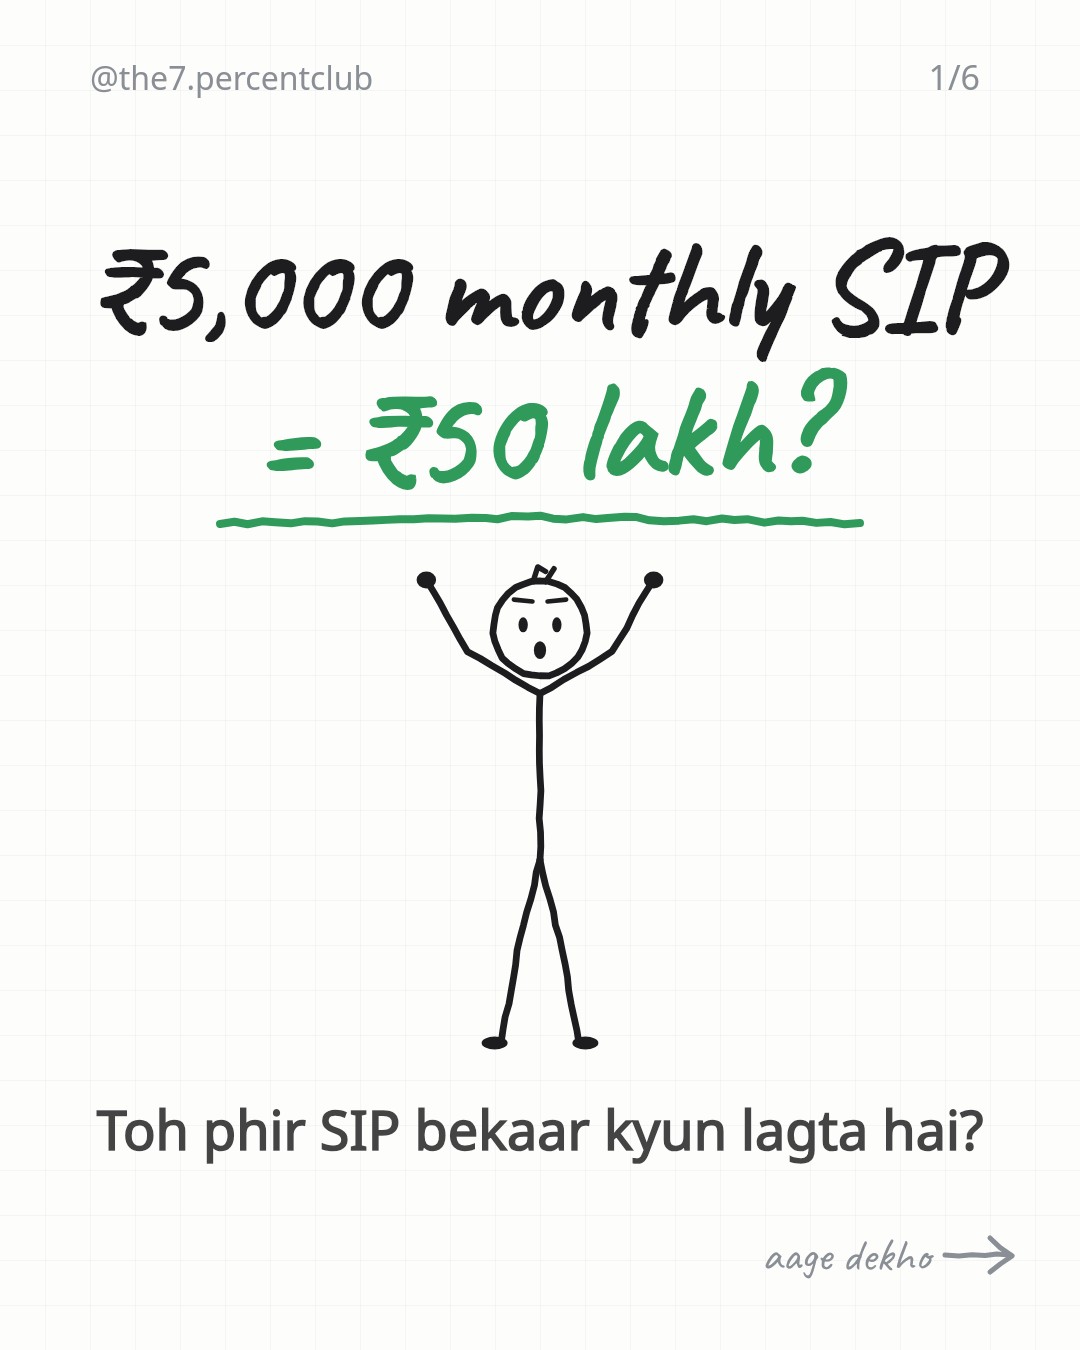 @the7.percentclub
1/6
₹5,000 monthly SIP
= ₹50 lakh?
Toh phir SIP bekaar kyun lagta hai?
aage dekho